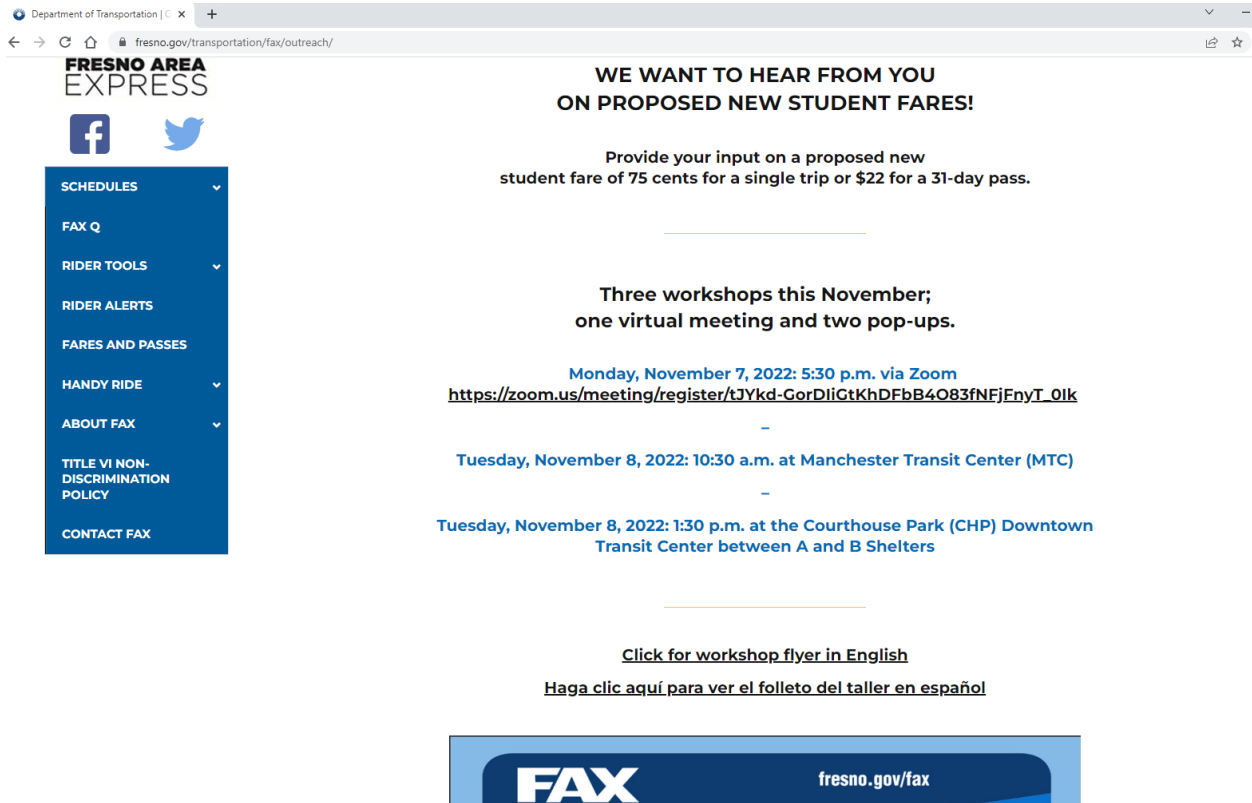 Department of Transportation | C
fresno.gov/transportation/fax/outreach/
FRESNO AREA
EXPRESS
SCHEDULES
FAX Q
RIDER TOOLS
RIDER ALERTS
FARES AND PASSES
HANDY RIDE
ABOUT FAX
TITLE VI NON-
DISCRIMINATION
POLICY
CONTACT FAX
WE WANT TO HEAR FROM YOU
ON PROPOSED NEW STUDENT FARES!
Provide your input on a proposed new
student fare of 75 cents for a single trip or $22 for a 31-day pass.
Three workshops this November;
one virtual meeting and two pop-ups.
Monday, November 7, 2022: 5:30 p.m. via Zoom
https://zoom.us/meeting/register/tJYkd-GorDIiGtKhDFbB4O83fNFjFnyT_0Ik
–
Tuesday, November 8, 2022: 10:30 a.m. at Manchester Transit Center (MTC)
–
Tuesday, November 8, 2022: 1:30 p.m. at the Courthouse Park (CHP) Downtown
Transit Center between A and B Shelters
Click for workshop flyer in English
Haga clic aquí para ver el folleto del taller en español
FAX
fresno.gov/fax